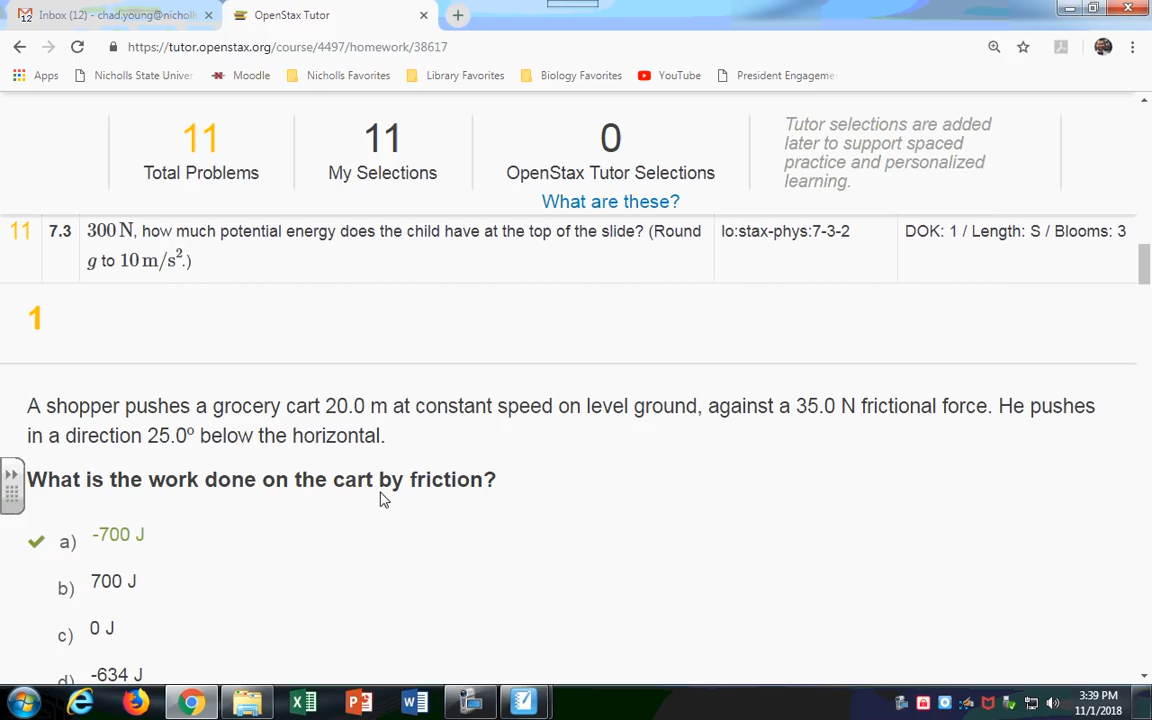 Inbox (12) - chad.young@nicholl
OpenStax Tutor
https://tutor.openstax.org/course/4497/homework/38617
Apps Nicholls State Univer Moodle Nicholls Favorites Library Favorites Biology Favorites YouTube President Engageme
11 11 0
Total Problems My Selections OpenStax Tutor Selections
What are these?
Tutor selections are added
later to support spaced
practice and personalized
learning.
11 7.3 300 N, how much potential energy does the child have at the top of the slide? (Round lo:stax-phys:7-3-2 DOK: 1 / Length: S / Blooms: 3
g to 10 m/s².)
1
A shopper pushes a grocery cart 20.0 m at constant speed on level ground, against a 35.0 N frictional force. He pushes
in a direction 25.0º below the horizontal.
What is the work done on the cart by friction?
a) -700 J
b) 700 J
c) 0 J
d) -634 J
3:39 PM
11/1/2018